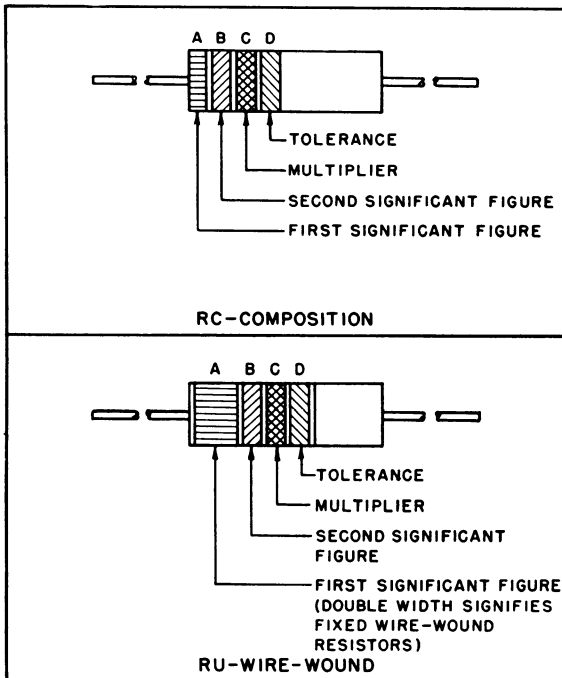 A B C D
TOLERANCE
MULTIPLIER
SECOND SIGNIFICANT FIGURE
FIRST SIGNIFICANT FIGURE
RC-COMPOSITION
A B C D
TOLERANCE
MULTIPLIER
SECOND SIGNIFICANT
FIGURE
FIRST SIGNIFICANT FIGURE
(DOUBLE WIDTH SIGNIFIES
FIXED WIRE-WOUND
RESISTORS)
RU-WIRE-WOUND